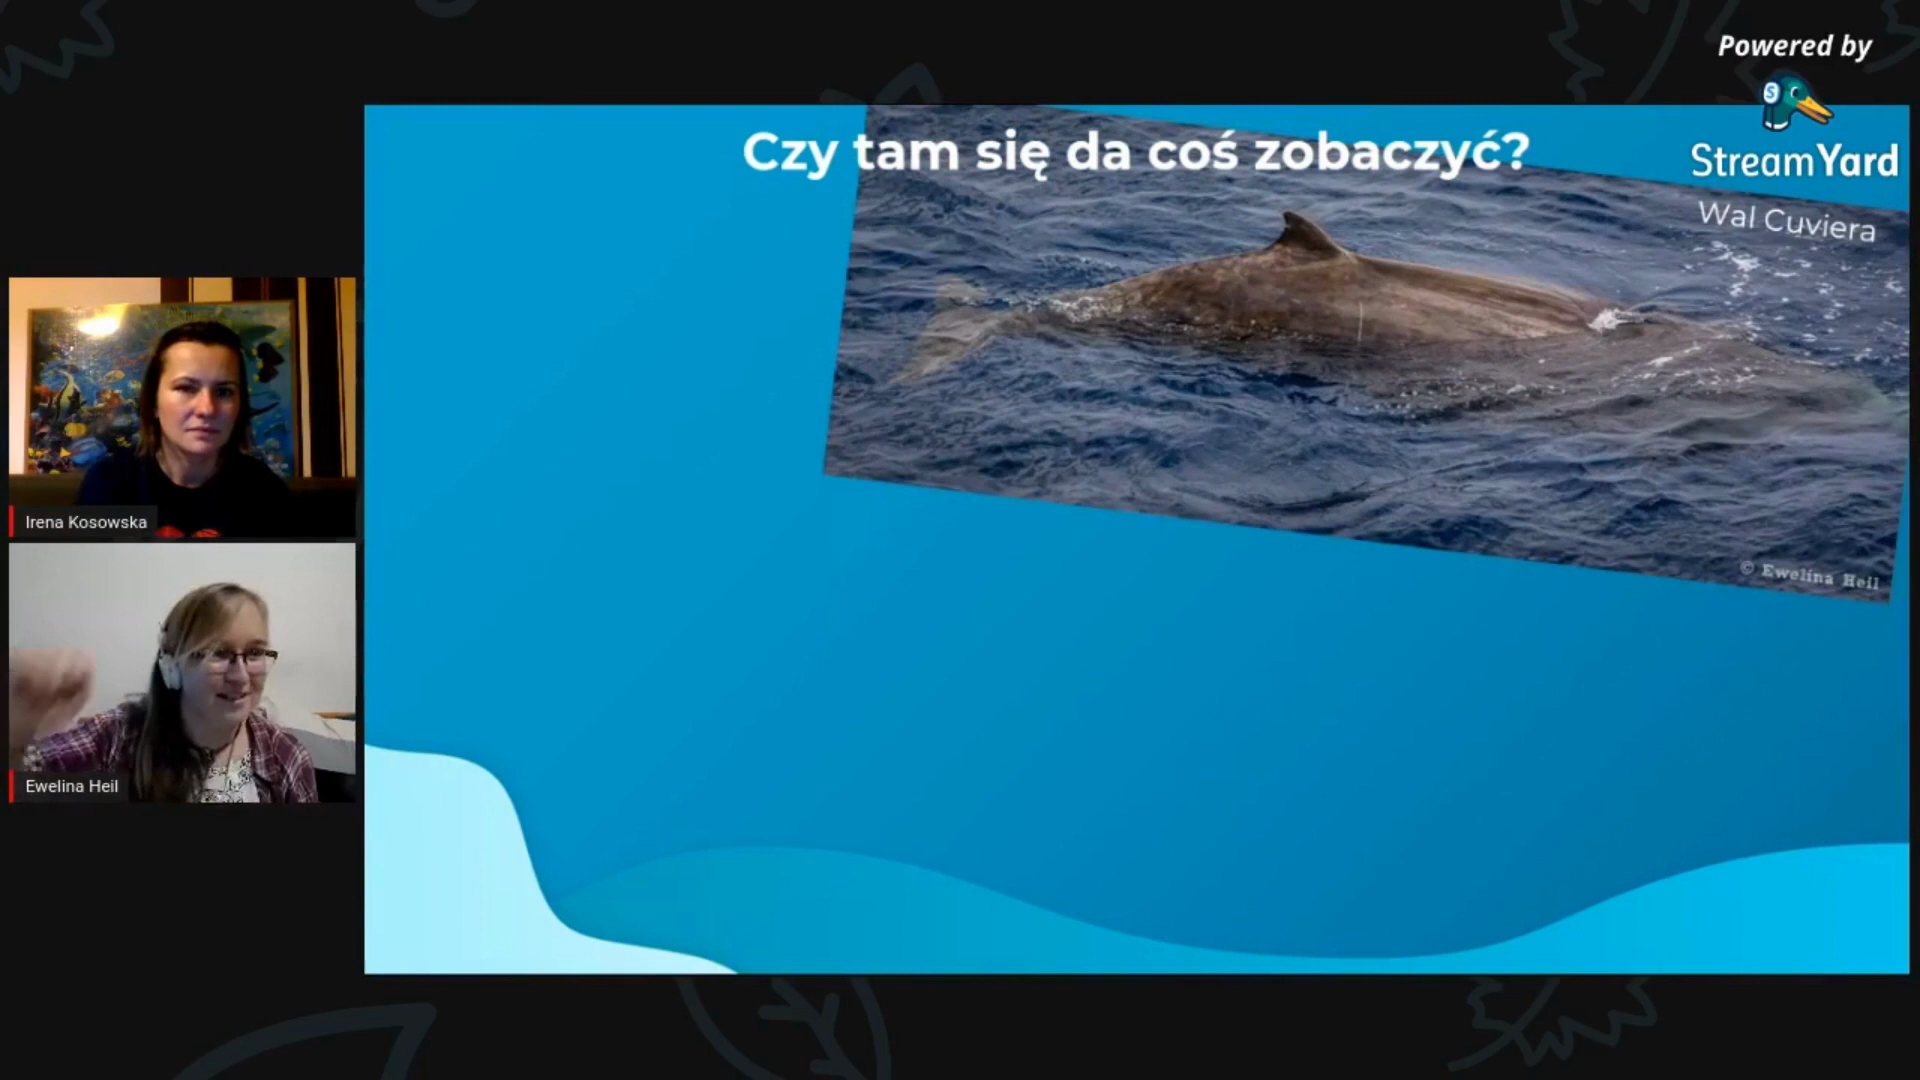 Powered by
StreamYard
Czy tam się da coś zobaczyć?
Wal Cuviera
© Ewelina Heil
Irena Kosowska
Ewelina Heil